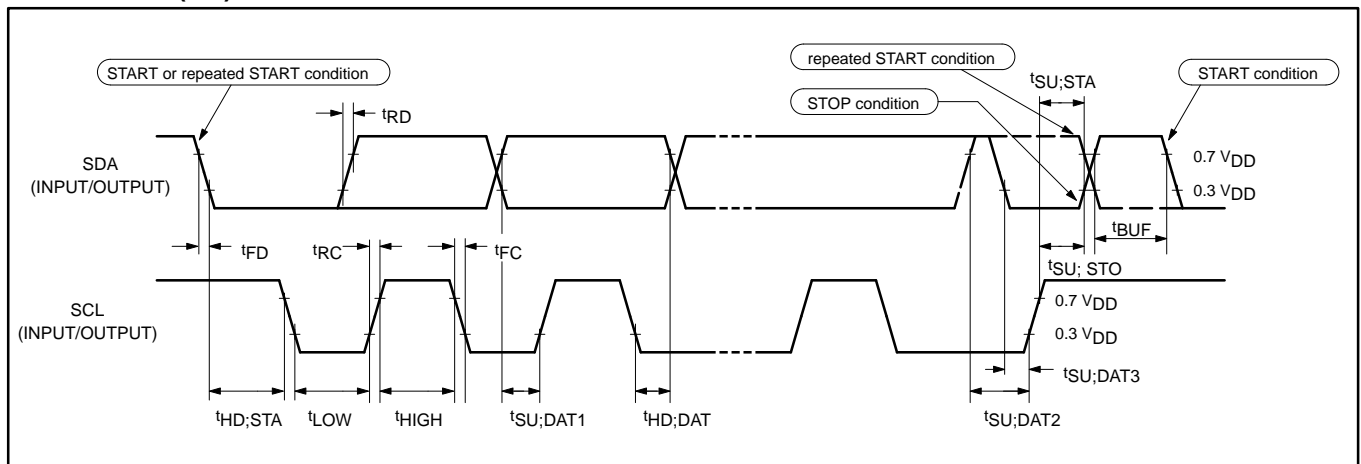 repeated START condition
START or repeated START condition
tSU;STA
START condition
STOP condition
tRD
SDA
(INPUT/OUTPUT)
0.7 VDD
0.3 VDD
tBUF
tFD
tRC
tFC
tSU; STO
SCL
(INPUT/OUTPUT)
0.7 VDD
0.3 VDD
tSU;DAT3
tHD;STA
tLOW
tHIGH
tSU;DAT1
tHD;DAT
tSU;DAT2